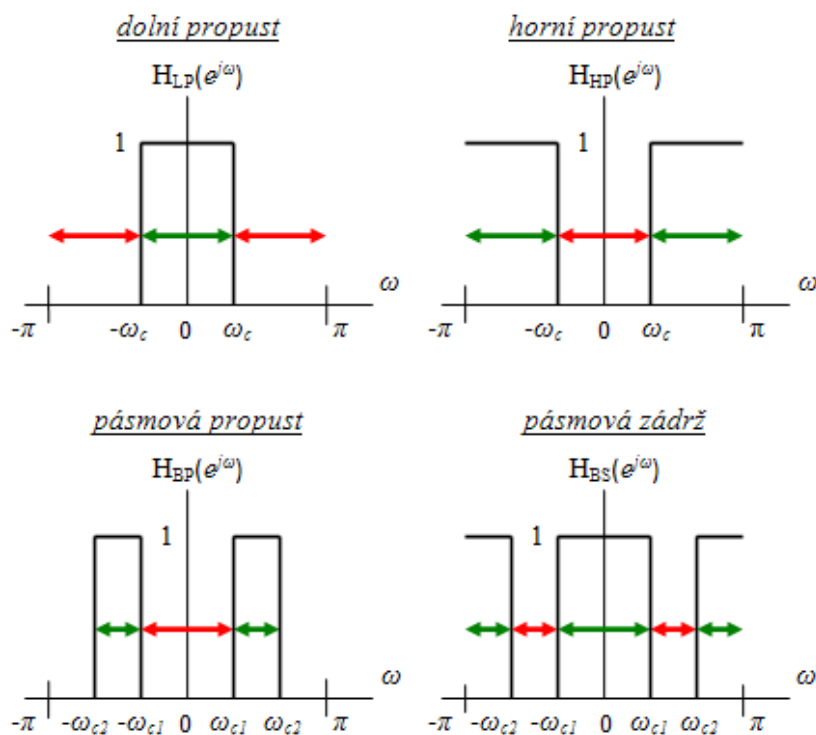 dolní propust
H_LP(e^jω)
1
ω
-π -ω_c 0 ω_c π
horní propust
H_HP(e^jω)
1
ω
-π -ω_c 0 ω_c π
pásmová propust
H_BP(e^jω)
1
ω
-π -ω_c2 -ω_c1 0 ω_c1 ω_c2 π
pásmová zádrž
H_BS(e^jω)
1
ω
-π -ω_c2 -ω_c1 0 ω_c1 ω_c2 π